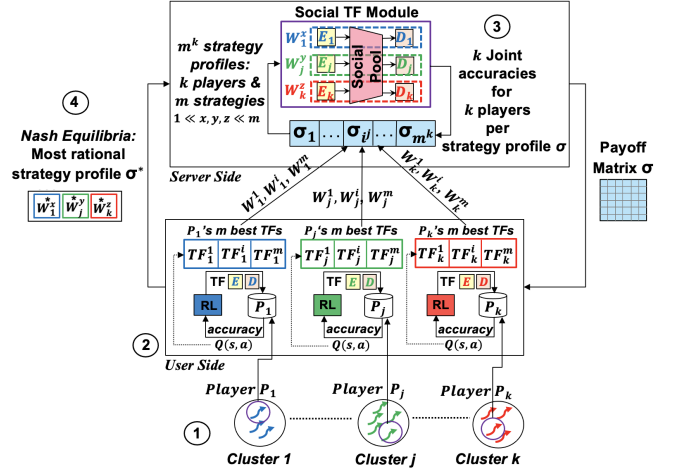 Social TF Module
3
m^k strategy
profiles:
k players &
m strategies
1 ≪ x, y, z ≪ m
W_1^x E_1 D_1
W_j^y E_j D_j
W_k^z E_k D_k
Social
Pool
k Joint
accuracies
for
k players
per
strategy profile σ
4
Nash Equilibria:
Most rational
strategy profile σ*
W_1^{*x} W_j^{*y} W_k^{*z}
σ_1 ... σ_{i^j} ... σ_{m^k}
Server Side
Payoff
Matrix σ
W_1^1, W_1^i, W_1^m
W_j^1, W_j^i, W_j^m
W_k^1, W_k^i, W_k^m
P_1's m best TFs
P_j's m best TFs
P_k's m best TFs
TF_1^1 TF_1^i TF_1^m
TF_j^1 TF_j^i TF_j^m
TF_k^1 TF_k^i TF_k^m
TF E D
TF E D
TF E D
RL P_1
RL P_j
RL P_k
accuracy
accuracy
accuracy
Q(s, a)
Q(s, a)
Q(s, a)
2
User Side
Player P_1
Player P_j
Player P_k
1
Cluster 1
Cluster j
Cluster k